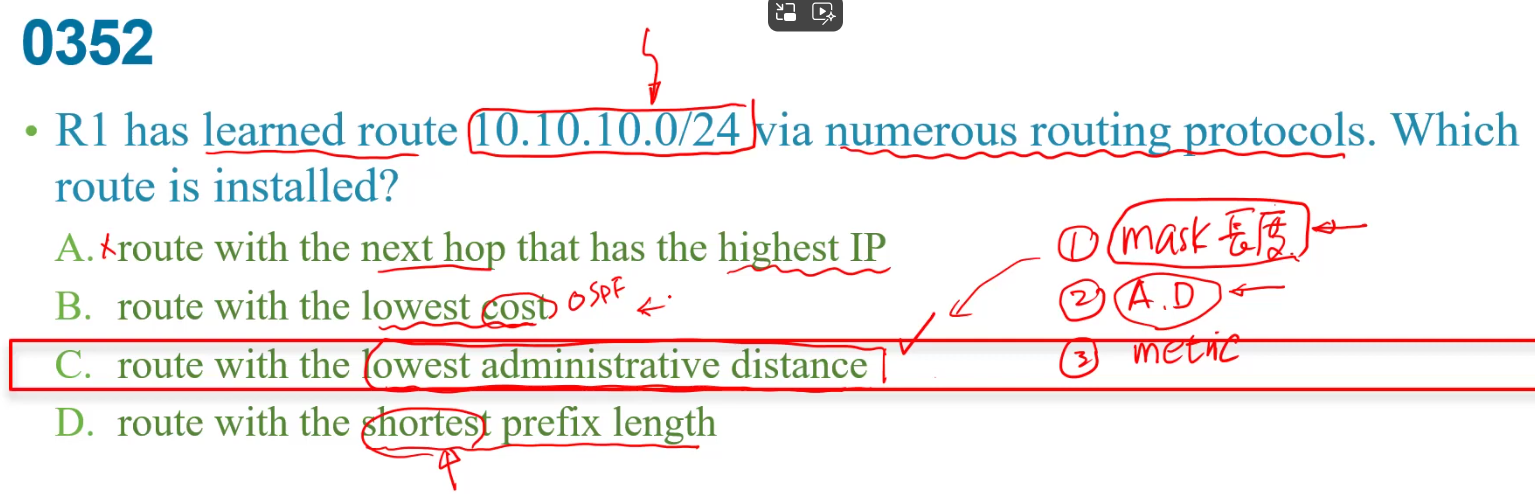 0352
• R1 has learned route 10.10.10.0/24 via numerous routing protocols. Which
route is installed?
A. route with the next hop that has the highest IP
B. route with the lowest cost OSPF
C. route with the lowest administrative distance
D. route with the shortest prefix length
① mask 長度
② A.D
③ metric